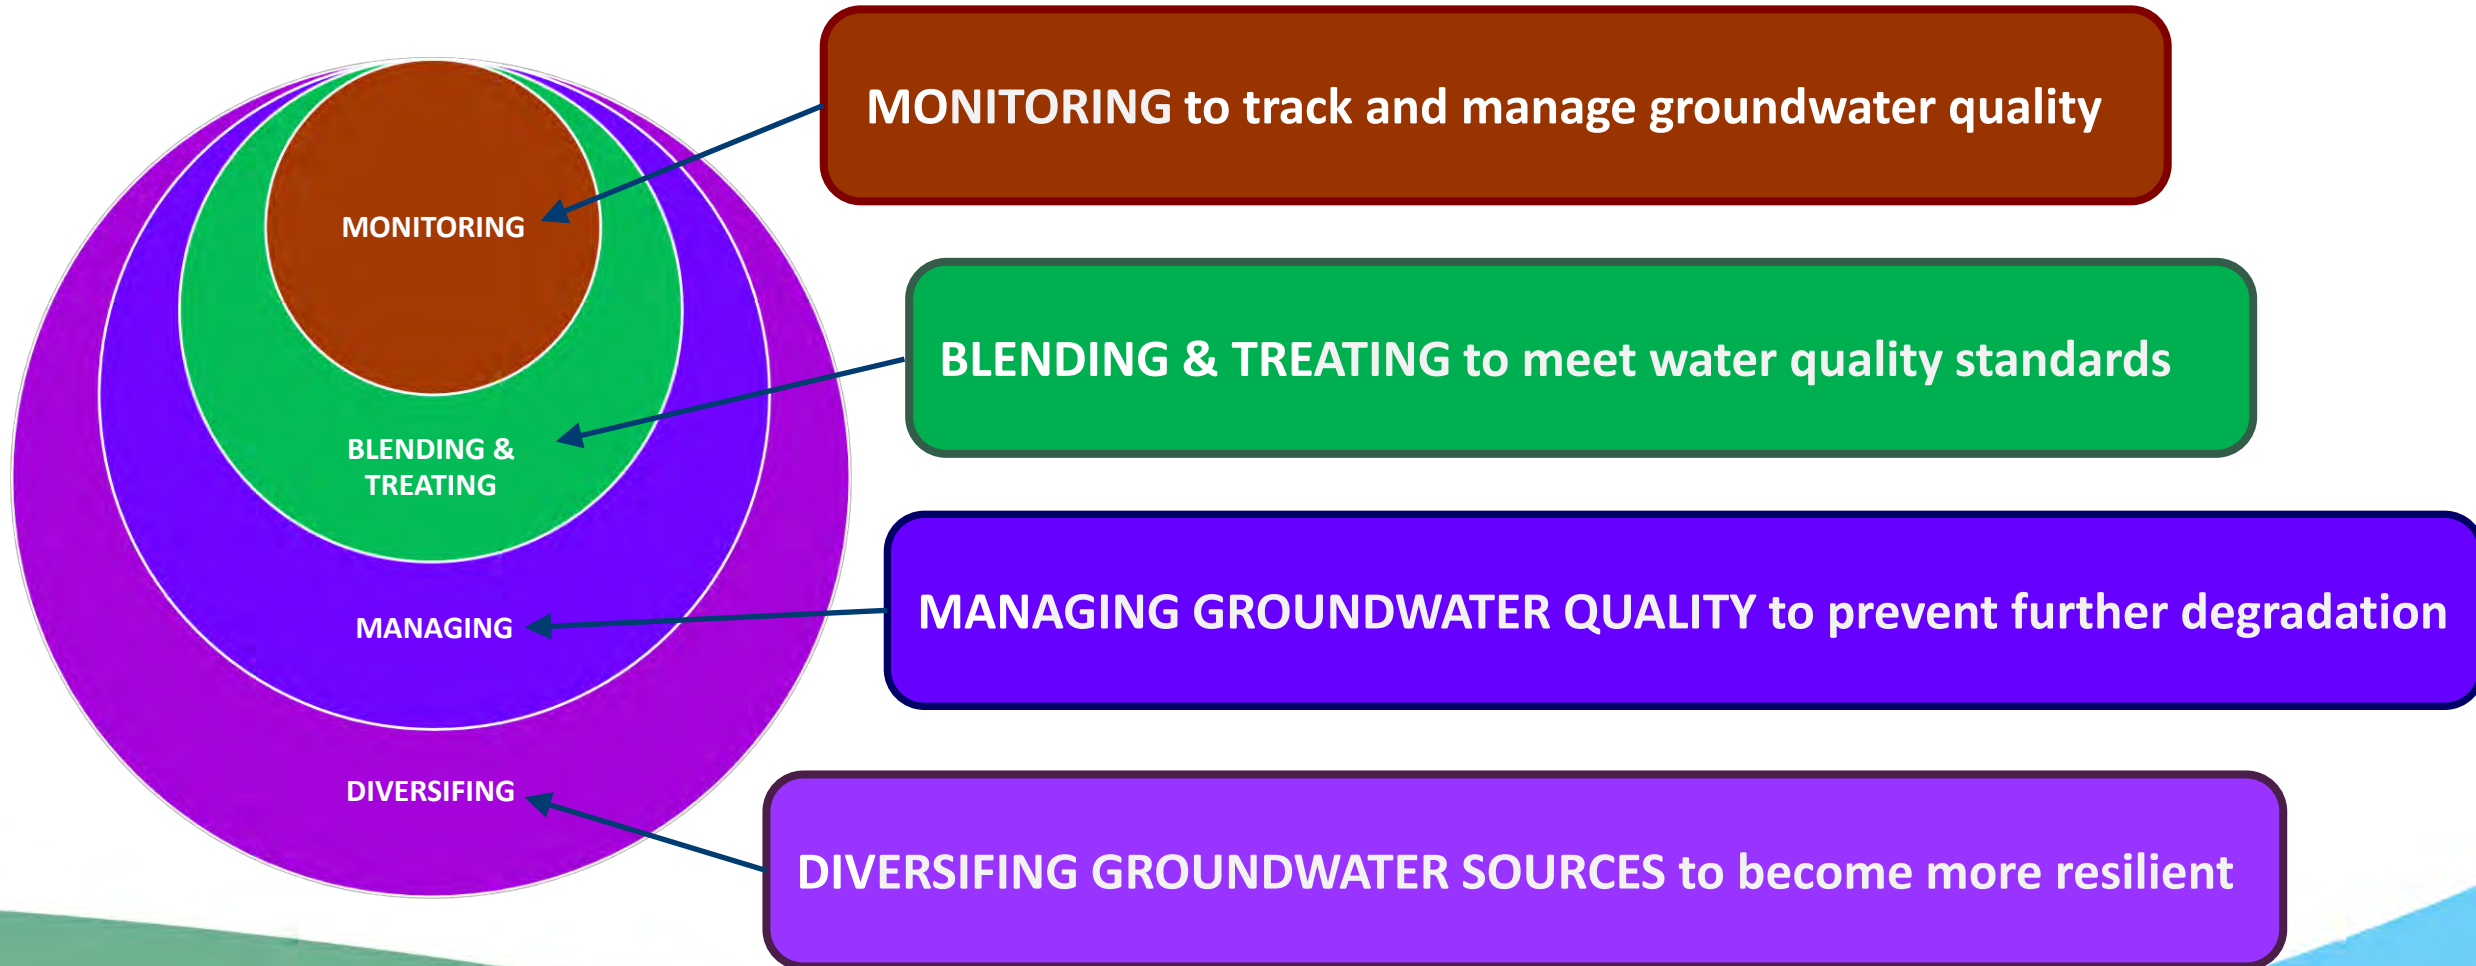 MONITORING
BLENDING &
TREATING
MANAGING
DIVERSIFING
MONITORING to track and manage groundwater quality
BLENDING & TREATING to meet water quality standards
MANAGING GROUNDWATER QUALITY to prevent further degradation
DIVERSIFING GROUNDWATER SOURCES to become more resilient